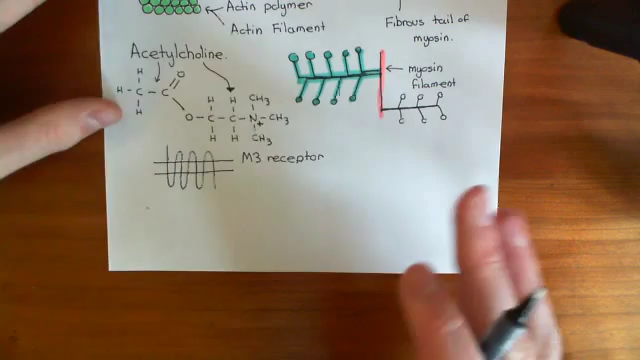 Actin polymer
Actin Filament
Fibrous tail of
myosin.
Acetylcholine.
myosin
Filament
H
O
H - C - C
H
H H CH3
O - C - C - N - CH3
+
H H CH3
M3 receptor